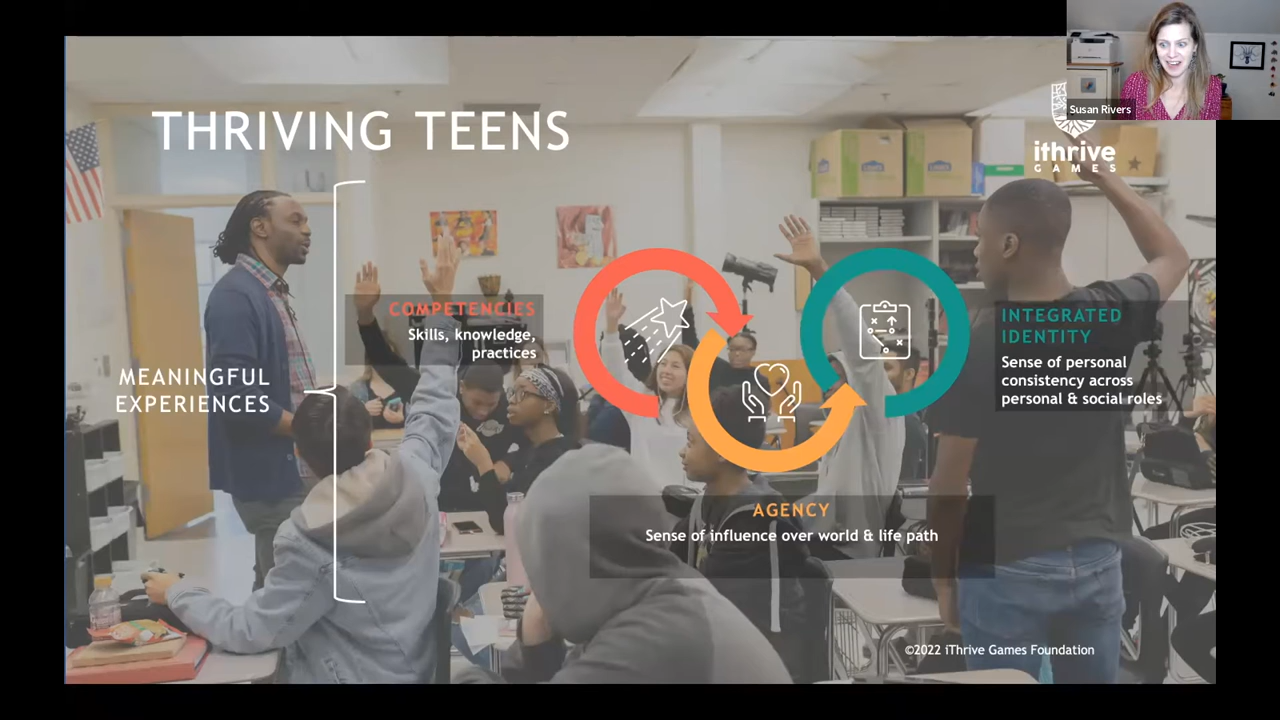 Susan Rivers
THRIVING TEENS
ithrive
GAMES
COMPETENCIES
Skills, knowledge,
practices
MEANINGFUL
EXPERIENCES
INTEGRATED
IDENTITY
Sense of personal
consistency across
personal & social roles
AGENCY
Sense of influence over world & life path
©2022 iThrive Games Foundation